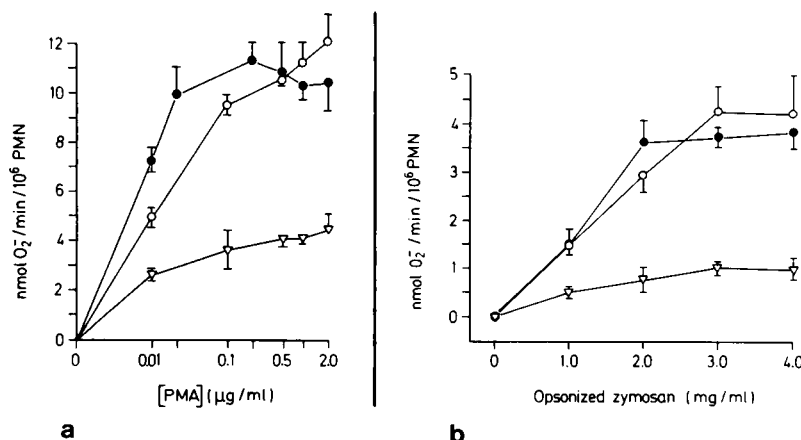 12
10
8
6
4
2
0
nmol O₂⁻/min/10⁶ PMN
0 0.01 0.1 0.5 2.0
[PMA] (µg/ml)
a
5
4
3
2
1
0
nmol O₂⁻/min/10⁶ PMN
0 1.0 2.0 3.0 4.0
Opsonized zymosan (mg/ml)
b